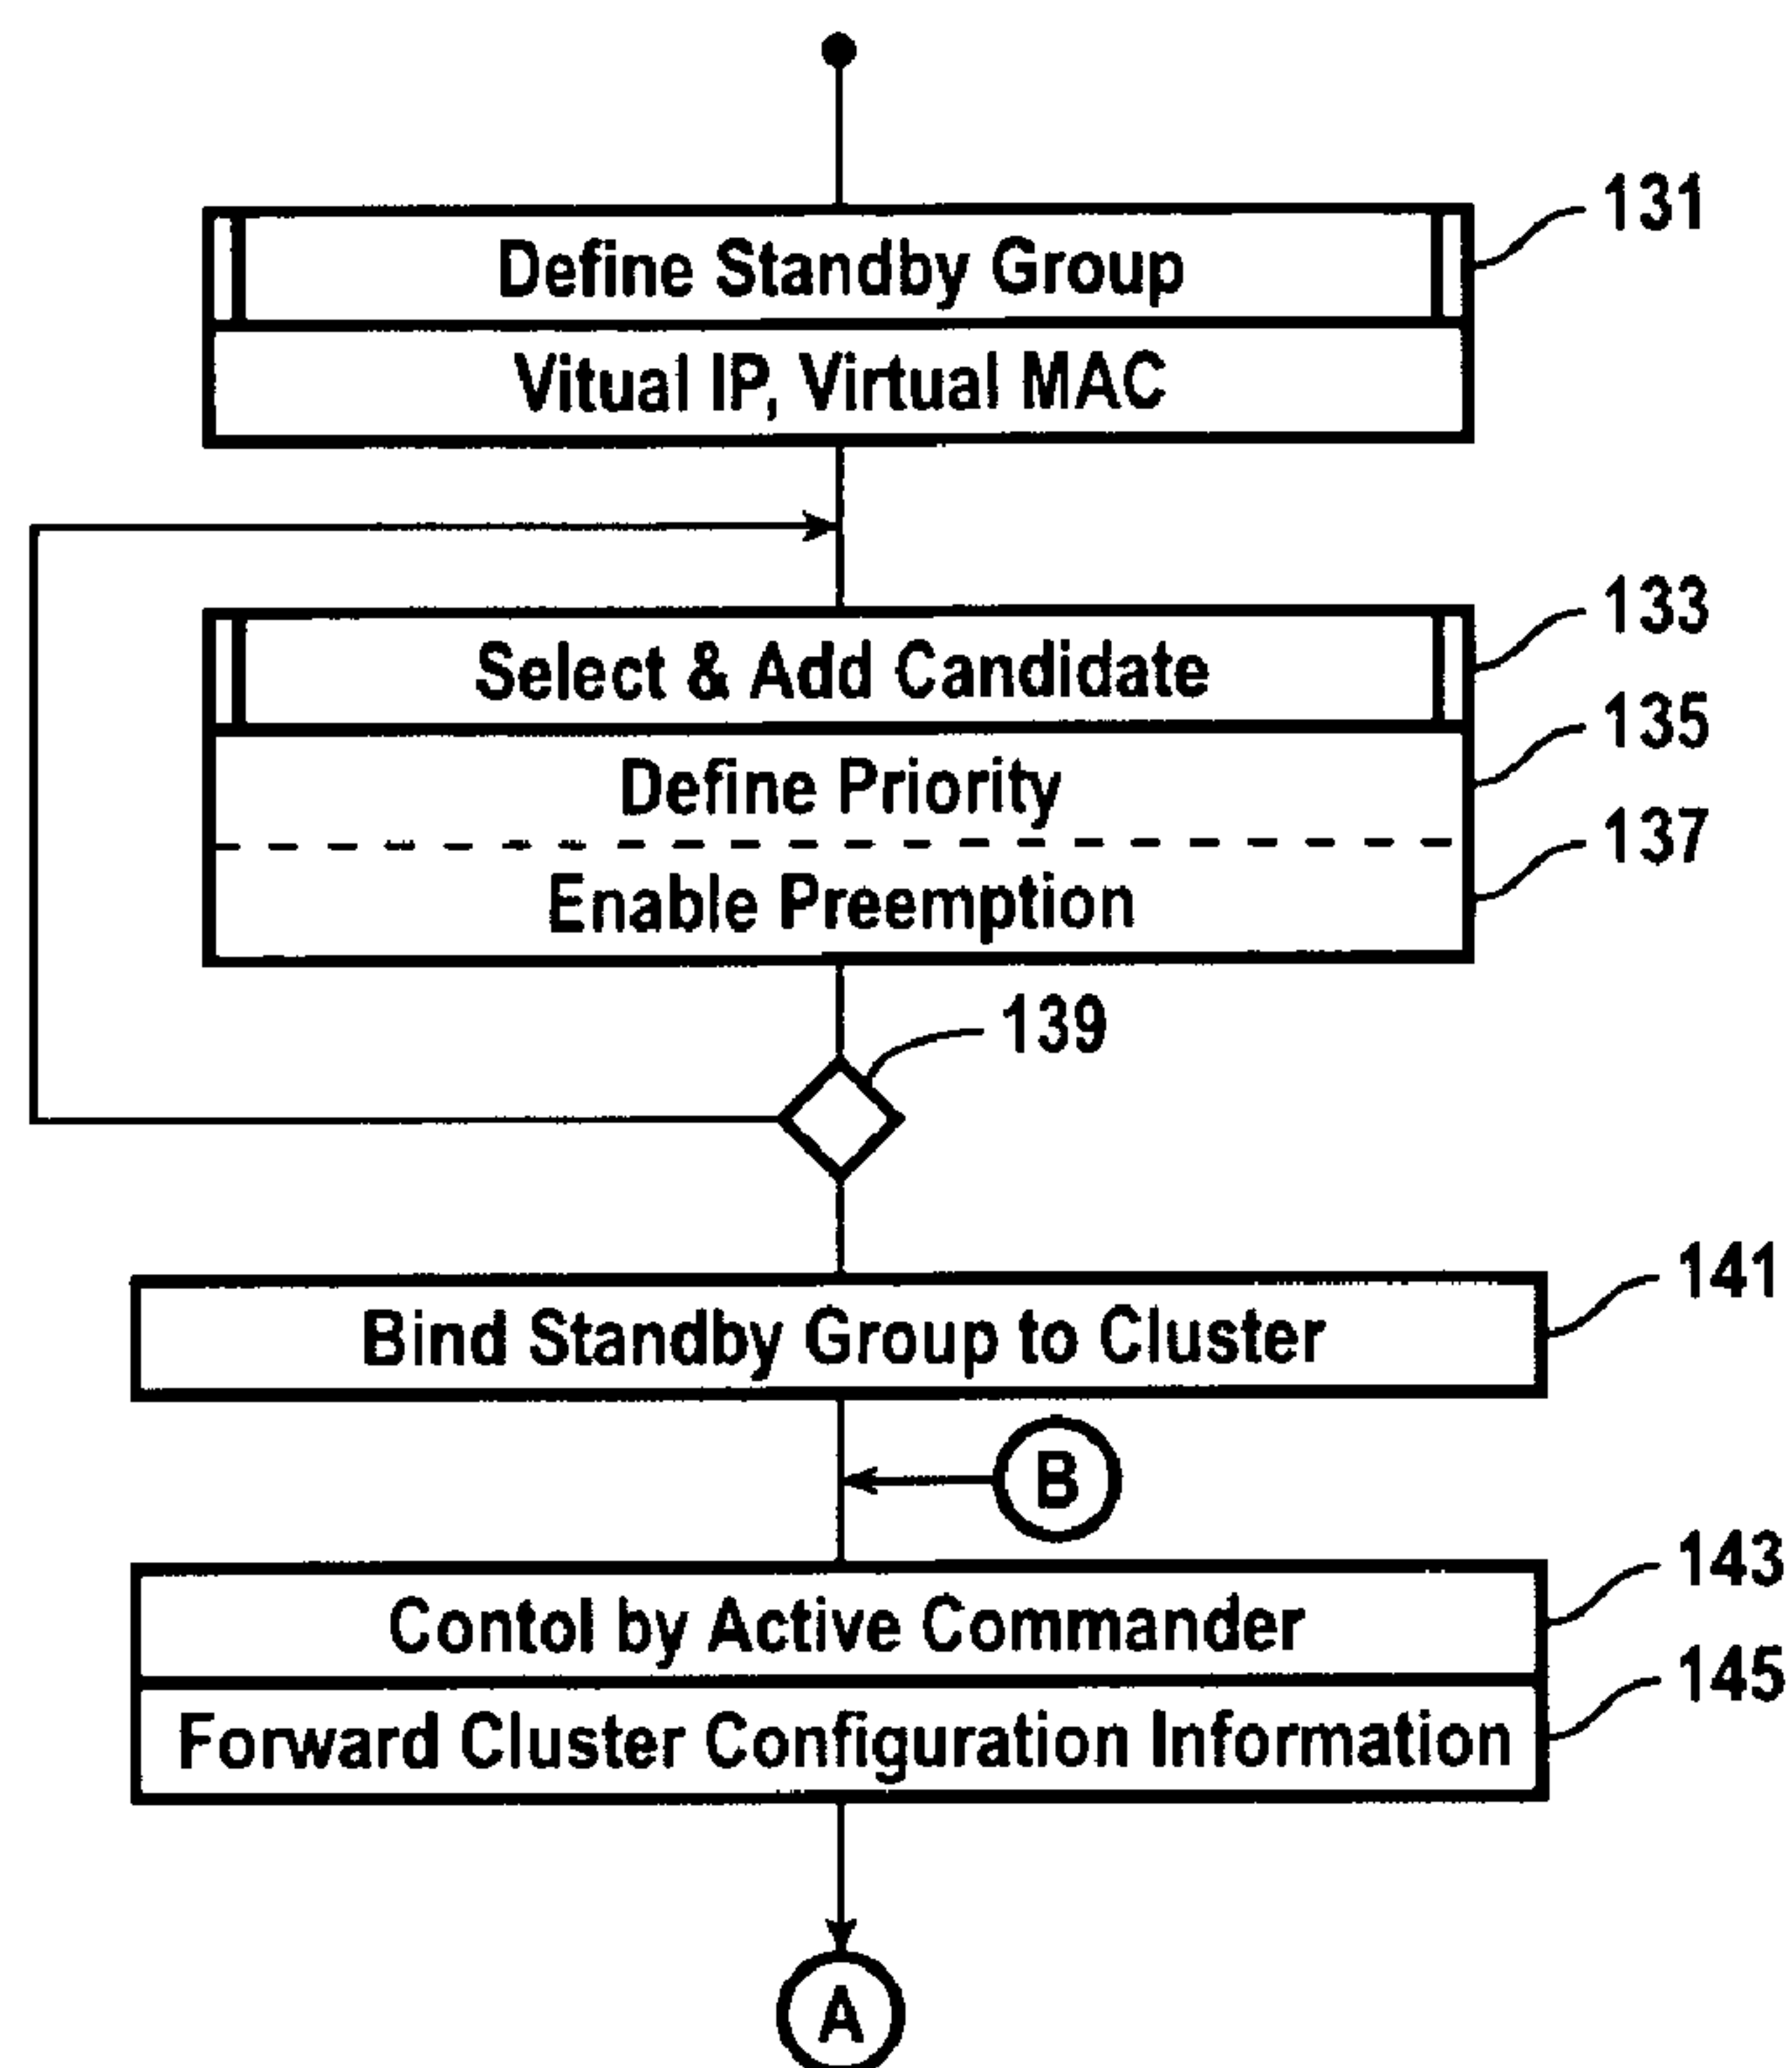 131
Define Standby Group
Vitual IP, Virtual MAC
133
Select & Add Candidate
135
Define Priority
137
Enable Preemption
139
141
Bind Standby Group to Cluster
B
143
Contol by Active Commander
145
Forward Cluster Configuration Information
A